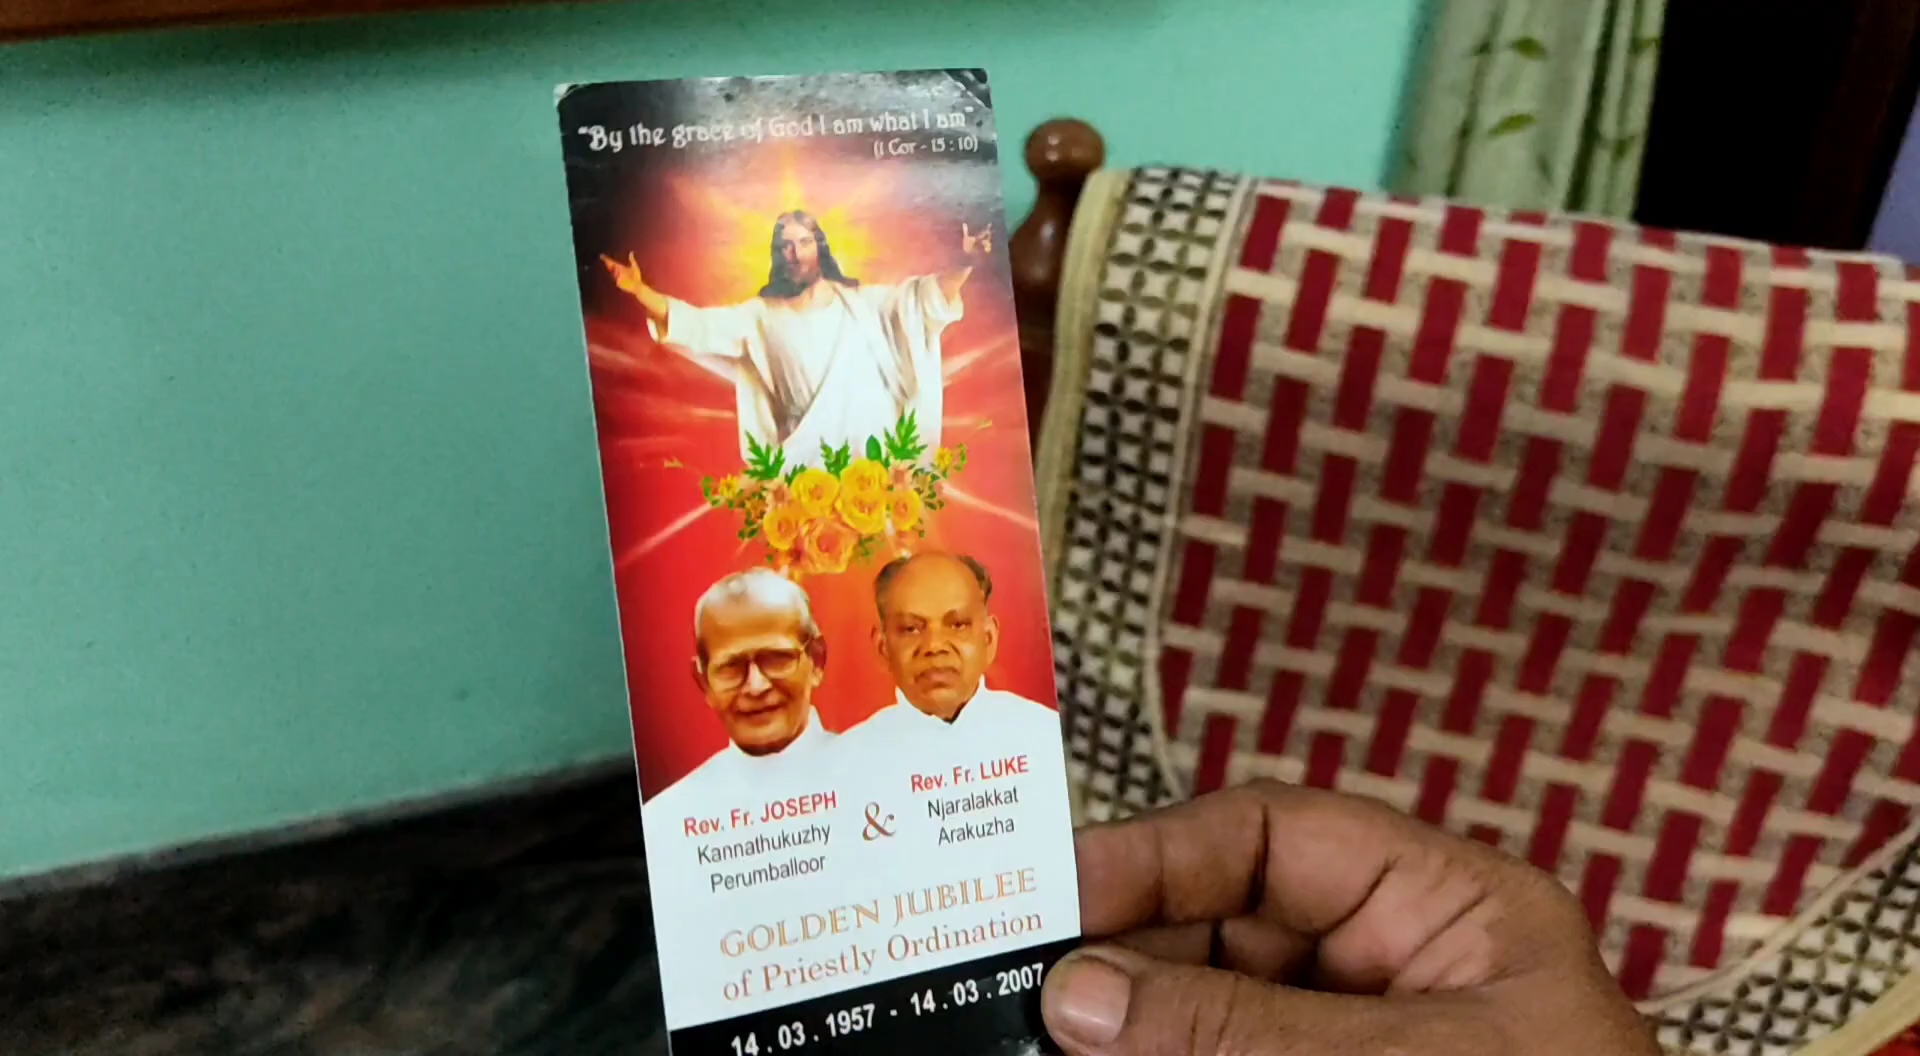 "By the grace of God I am what I am"
(1 Cor - 15 : 10)
Rev. Fr. JOSEPH
Kannathukuzhy
Perumballoor
&
Rev. Fr. LUKE
Njaralakkat
Arakuzha
GOLDEN JUBILEE
of Priestly Ordination
14 . 03 . 1957 - 14 . 03 . 2007